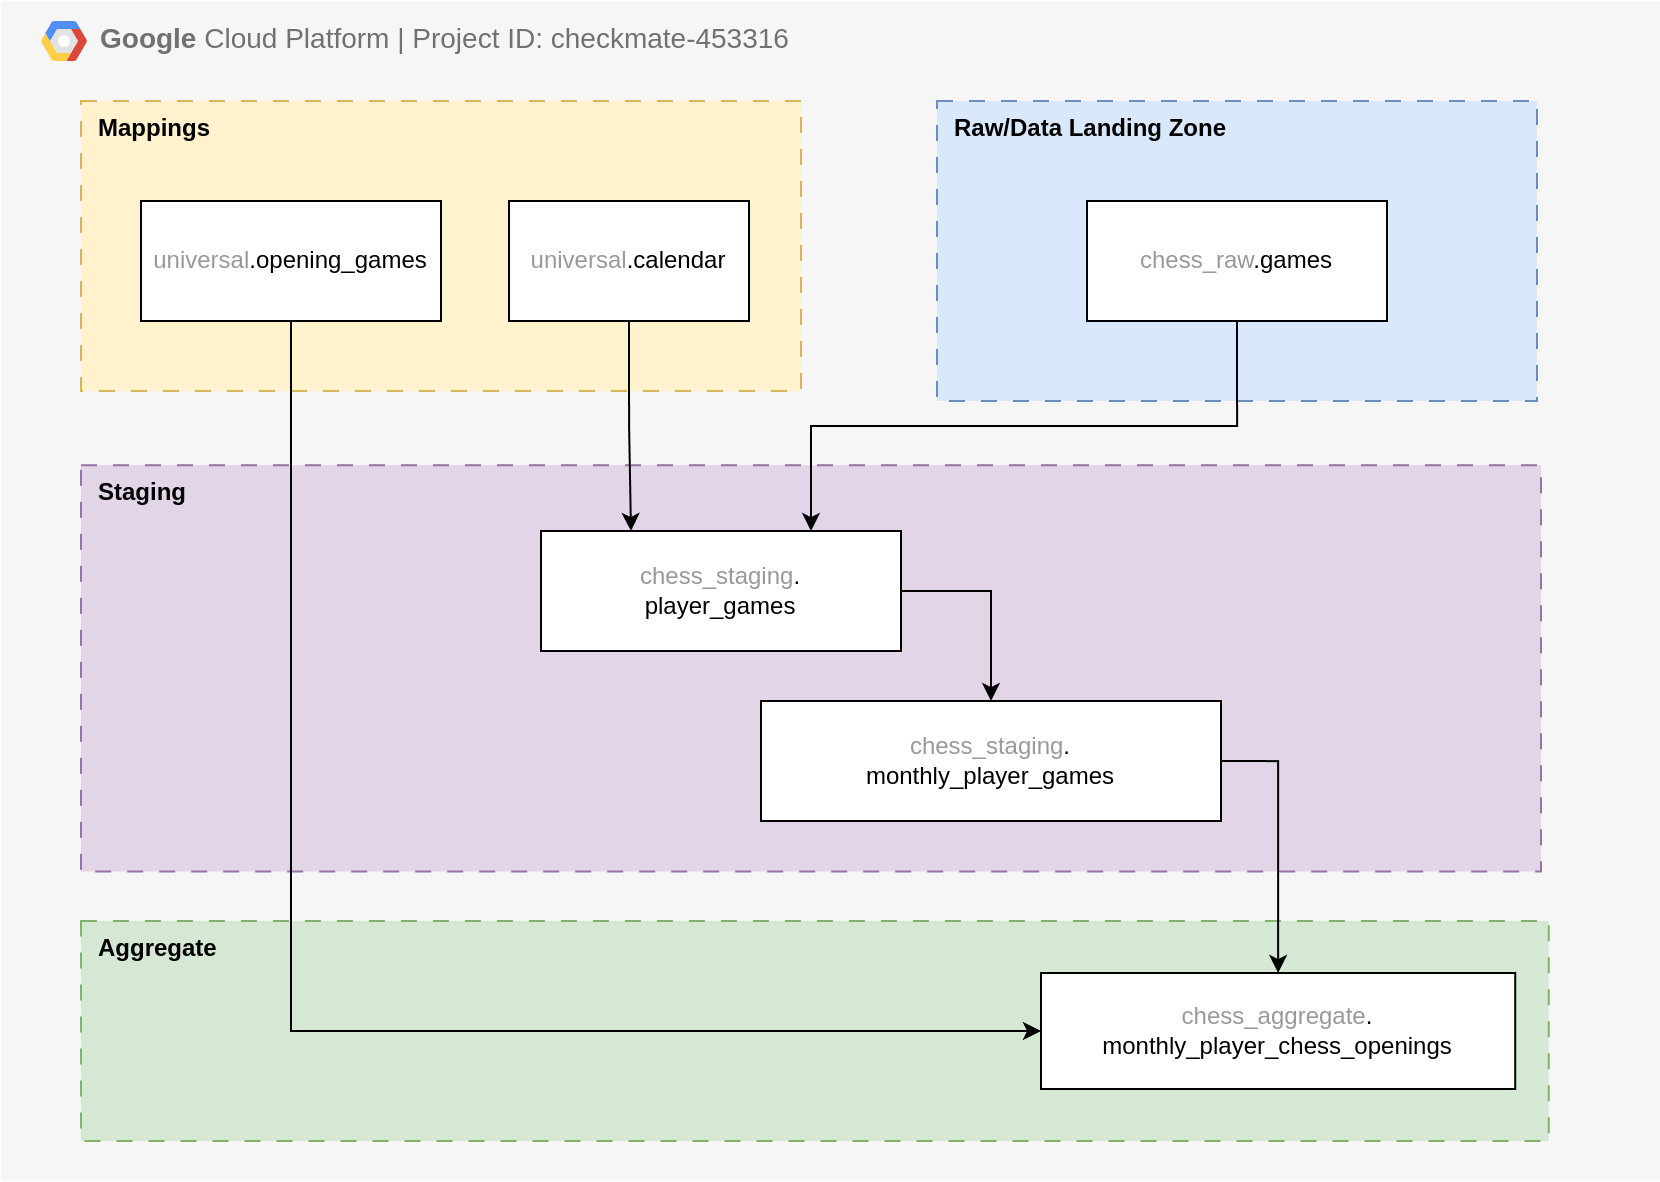 Google Cloud Platform | Project ID: checkmate-453316
Mappings
universal.opening_games
universal.calendar
Raw/Data Landing Zone
chess_raw.games
Staging
chess_staging.
player_games
chess_staging.
monthly_player_games
Aggregate
chess_aggregate.
monthly_player_chess_openings